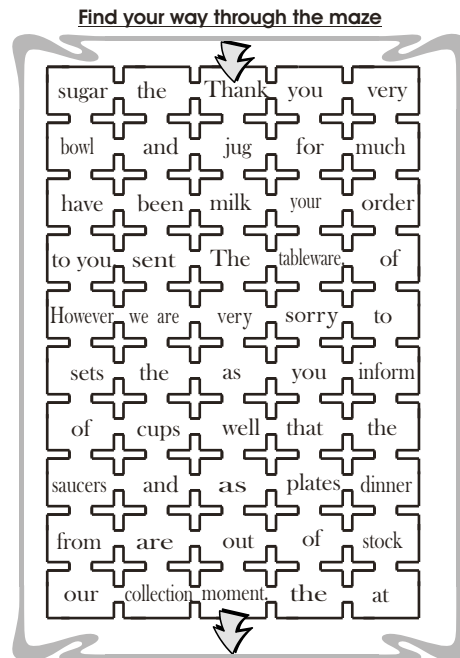 Find your way through the maze
sugar the Thank you very
bowl and jug for much
have been milk your order
to you sent The tableware, of
However we are very sorry to
sets the as you inform
of cups well that the
saucers and as plates dinner
from are out of stock
our collection moment. the at